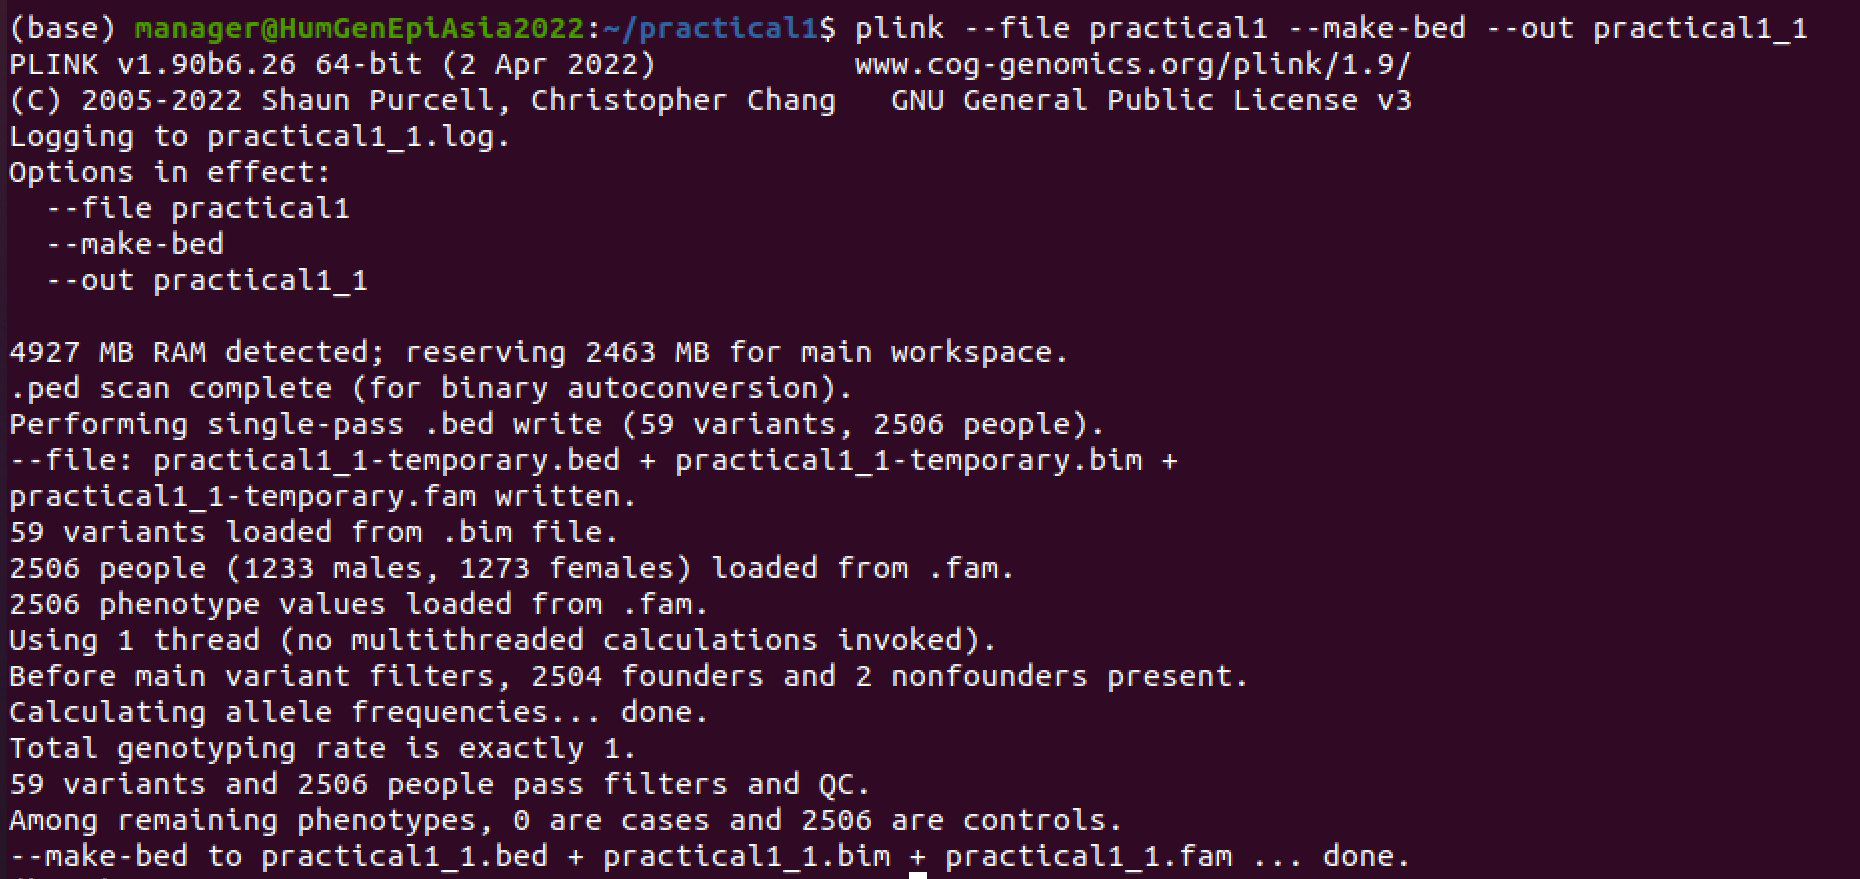 (base) manager@HumGenEpiAsia2022:~/practical1$ plink --file practical1 --make-bed --out practical1_1
PLINK v1.90b6.26 64-bit (2 Apr 2022)           www.cog-genomics.org/plink/1.9/
(C) 2005-2022 Shaun Purcell, Christopher Chang   GNU General Public License v3
Logging to practical1_1.log.
Options in effect:
  --file practical1
  --make-bed
  --out practical1_1

4927 MB RAM detected; reserving 2463 MB for main workspace.
.ped scan complete (for binary autoconversion).
Performing single-pass .bed write (59 variants, 2506 people).
--file: practical1_1-temporary.bed + practical1_1-temporary.bim +
practical1_1-temporary.fam written.
59 variants loaded from .bim file.
2506 people (1233 males, 1273 females) loaded from .fam.
2506 phenotype values loaded from .fam.
Using 1 thread (no multithreaded calculations invoked).
Before main variant filters, 2504 founders and 2 nonfounders present.
Calculating allele frequencies... done.
Total genotyping rate is exactly 1.
59 variants and 2506 people pass filters and QC.
Among remaining phenotypes, 0 are cases and 2506 are controls.
--make-bed to practical1_1.bed + practical1_1.bim + practical1_1.fam ... done.